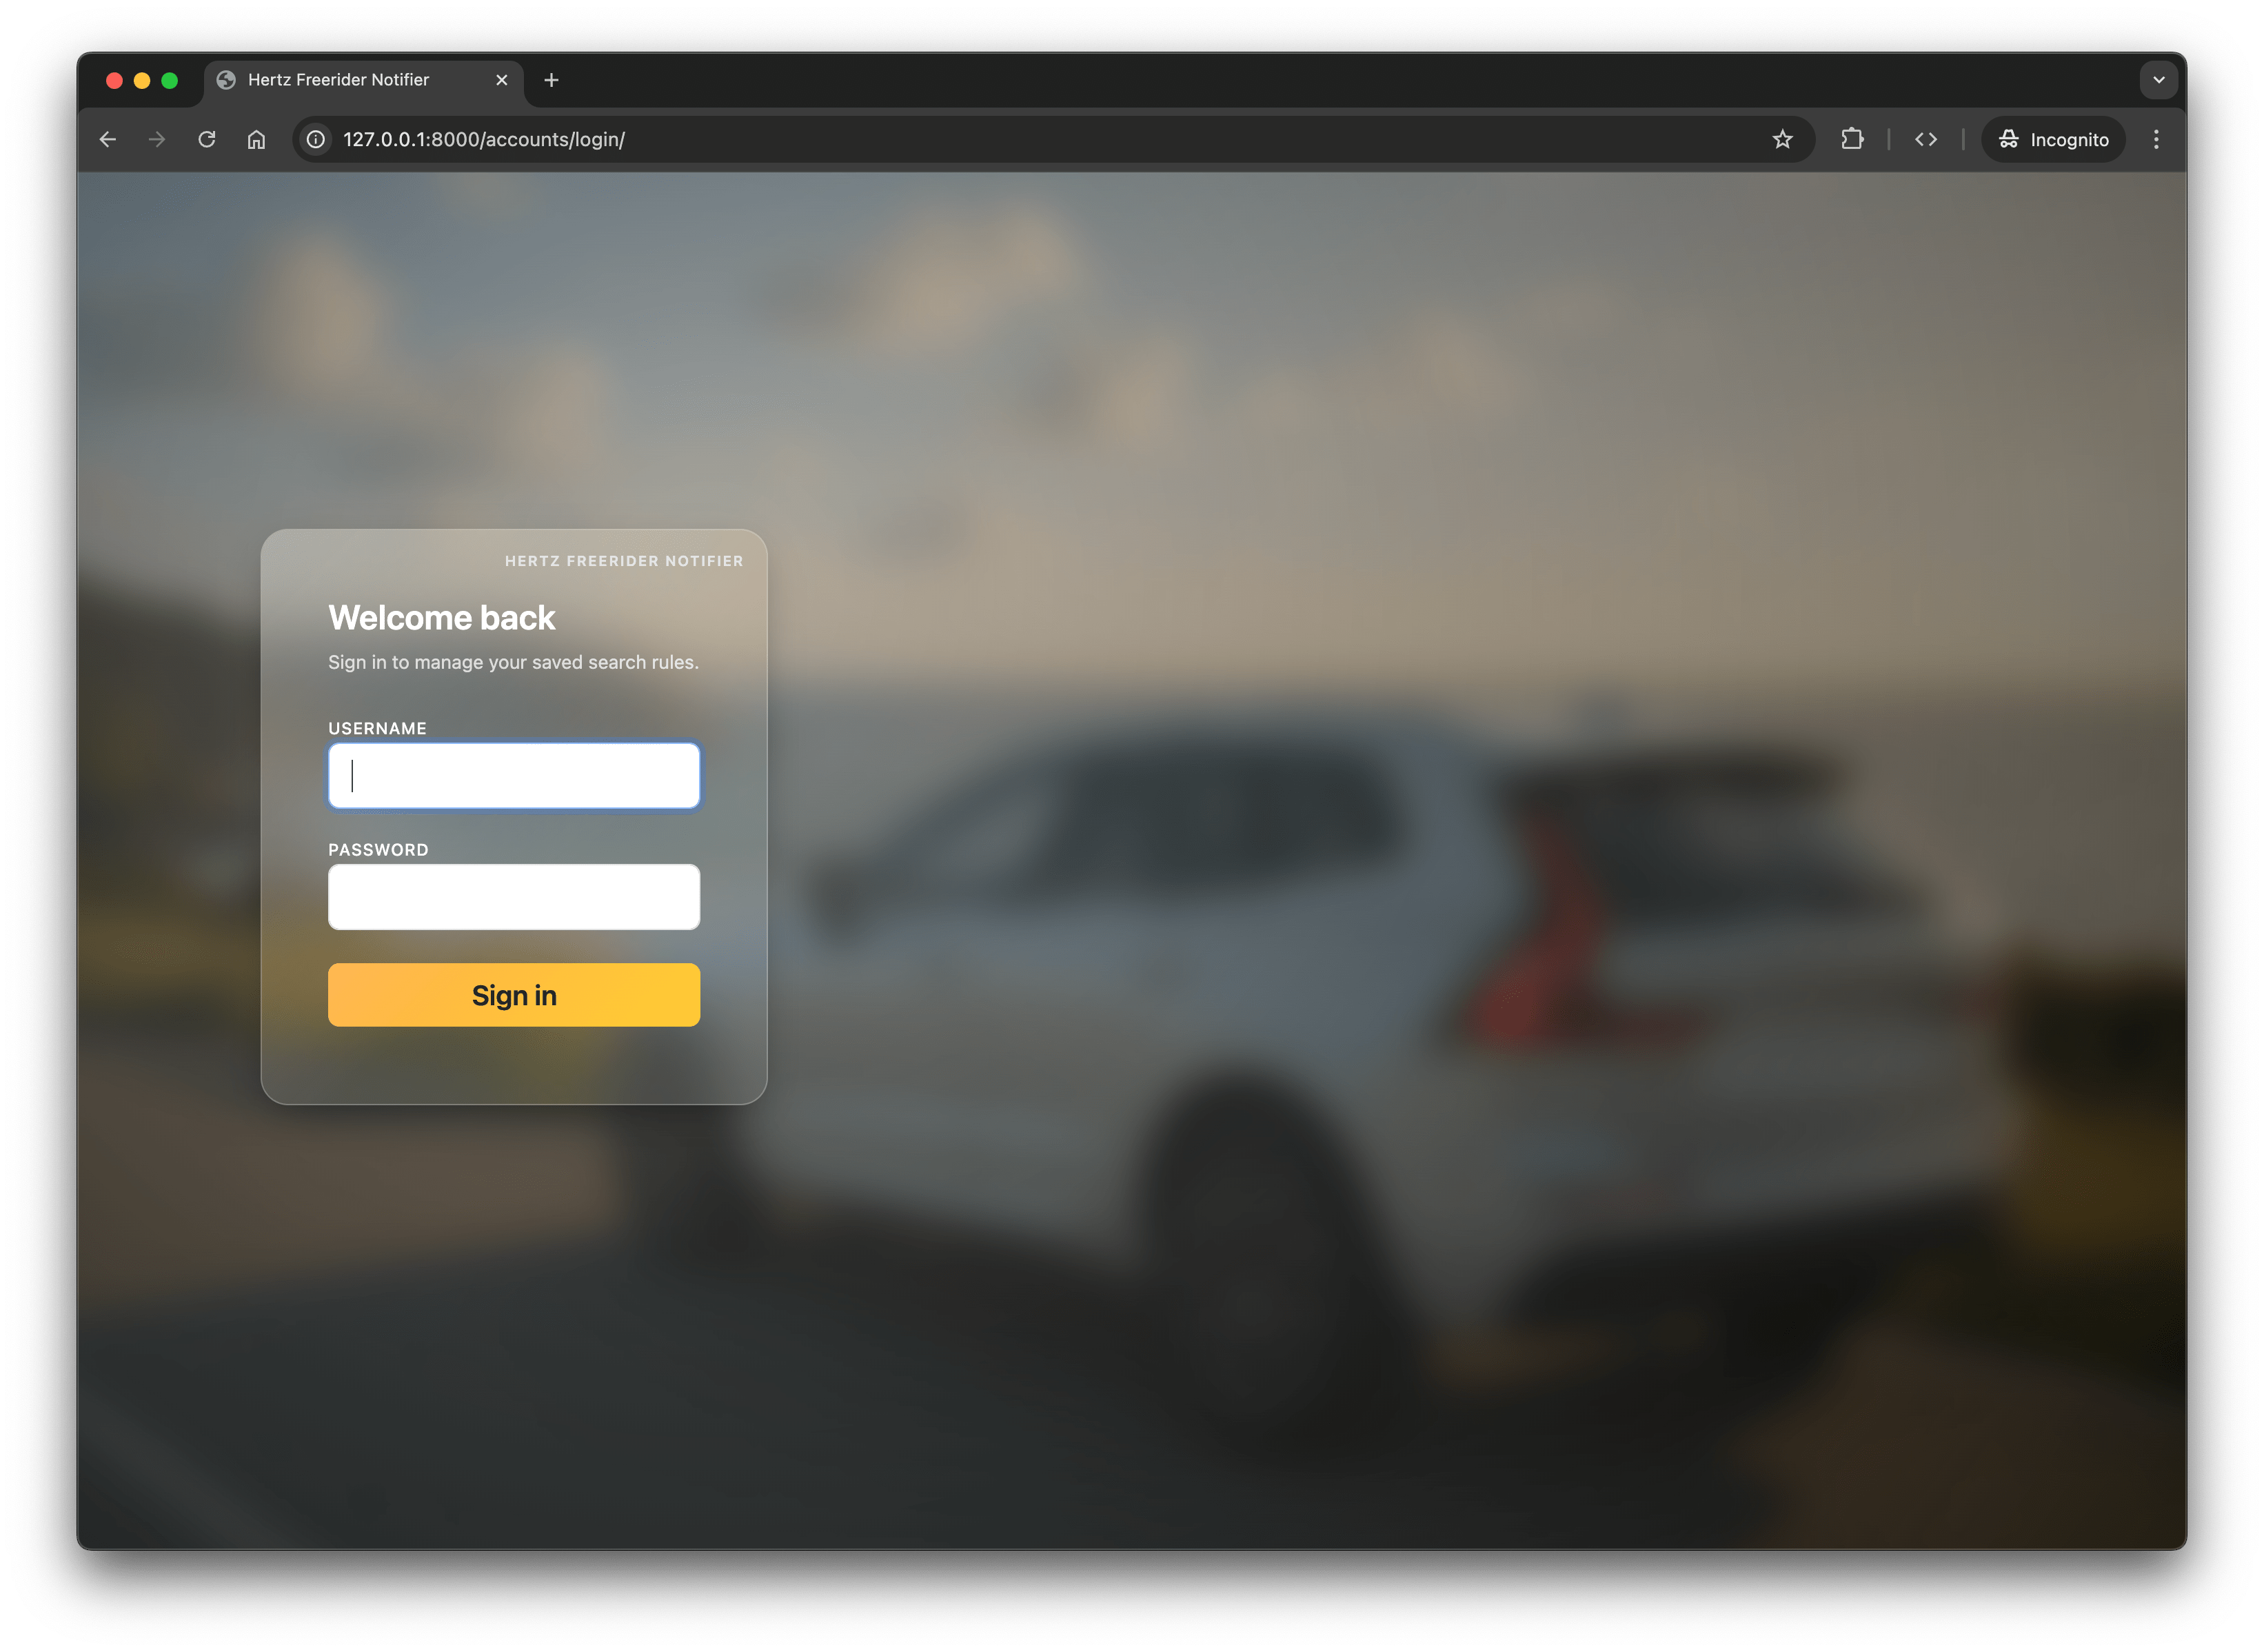 Hertz Freerider Notifier
127.0.0.1:8000/accounts/login/
Incognito
HERTZ FREERIDER NOTIFIER
Welcome back
Sign in to manage your saved search rules.
USERNAME
PASSWORD
Sign in